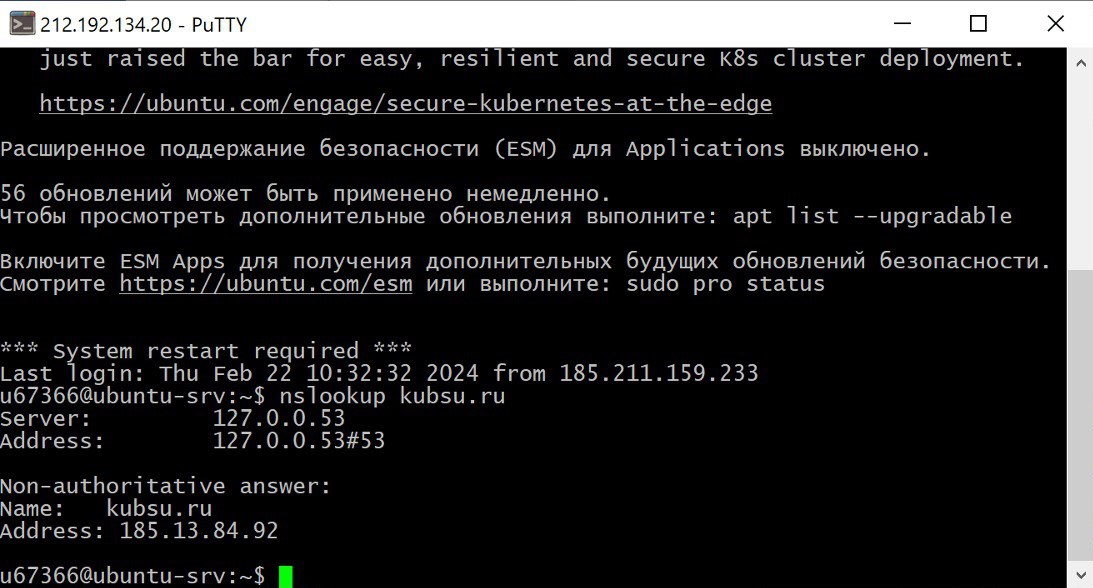 212.192.134.20 - PuTTY
just raised the bar for easy, resilient and secure K8s cluster deployment.
https://ubuntu.com/engage/secure-kubernetes-at-the-edge
Расширенное поддержание безопасности (ESM) для Applications выключено.
56 обновлений может быть применено немедленно.
Чтобы просмотреть дополнительные обновления выполните: apt list --upgradable
Включите ESM Apps для получения дополнительных будущих обновлений безопасности.
Смотрите https://ubuntu.com/esm или выполните: sudo pro status
*** System restart required ***
Last login: Thu Feb 22 10:32:32 2024 from 185.211.159.233
u67366@ubuntu-srv:~$ nslookup kubsu.ru
Server:         127.0.0.53
Address:        127.0.0.53#53
Non-authoritative answer:
Name:   kubsu.ru
Address: 185.13.84.92
u67366@ubuntu-srv:~$